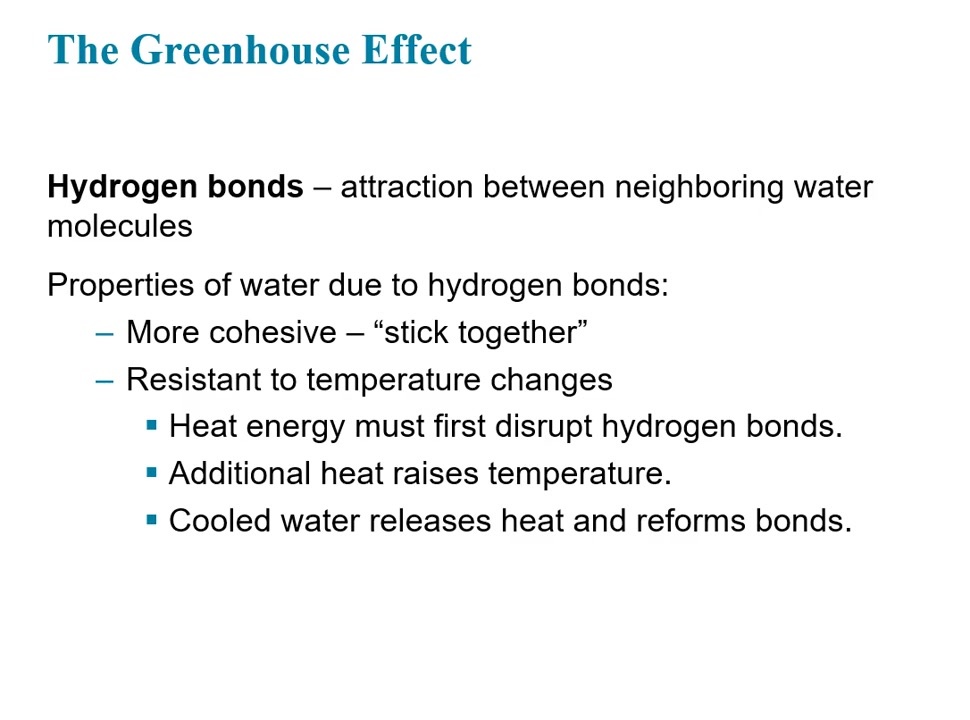 The Greenhouse Effect
Hydrogen bonds – attraction between neighboring water
molecules
Properties of water due to hydrogen bonds:
– More cohesive – “stick together”
– Resistant to temperature changes
▪ Heat energy must first disrupt hydrogen bonds.
▪ Additional heat raises temperature.
▪ Cooled water releases heat and reforms bonds.